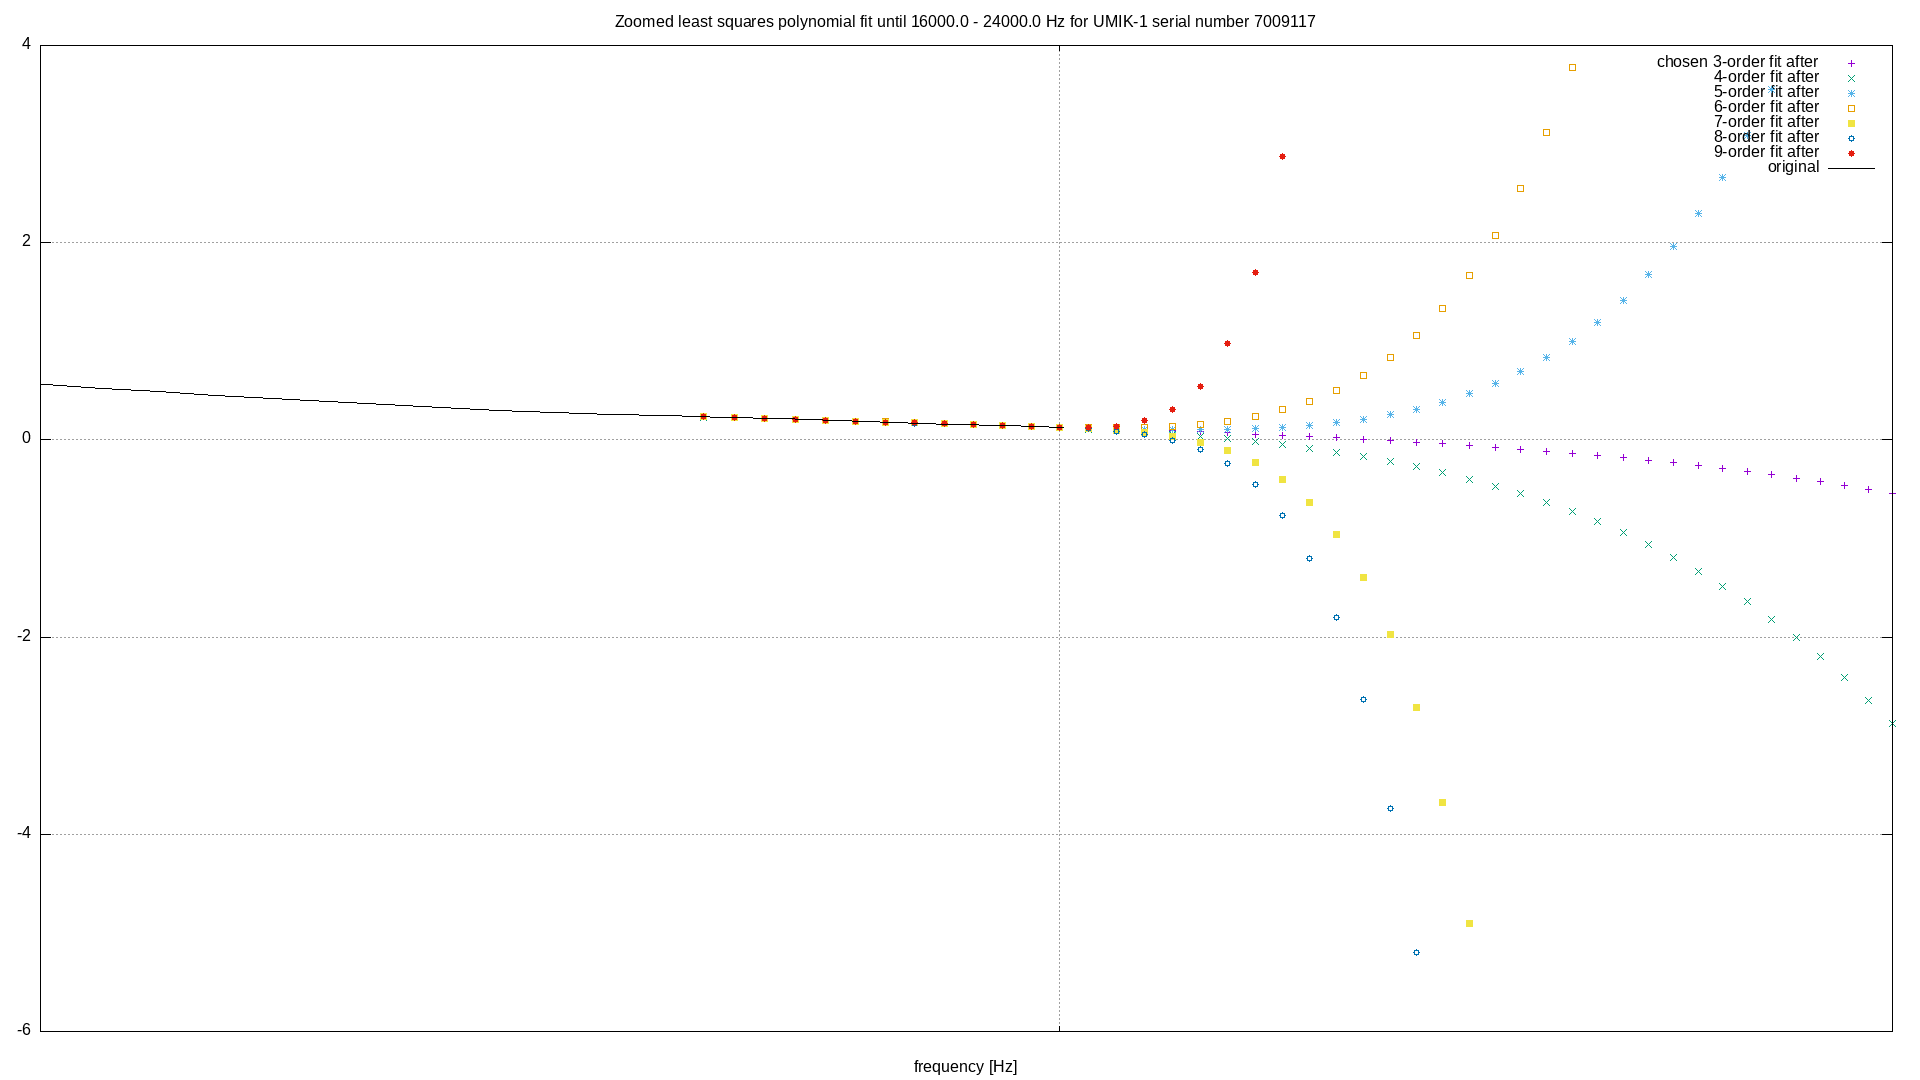 Zoomed least squares polynomial fit until 16000.0 - 24000.0 Hz for UMIK-1 serial number 7009117
4
2
0
-2
-4
-6
chosen 3-order fit after
4-order fit after
5-order fit after
6-order fit after
7-order fit after
8-order fit after
9-order fit after
original
frequency [Hz]